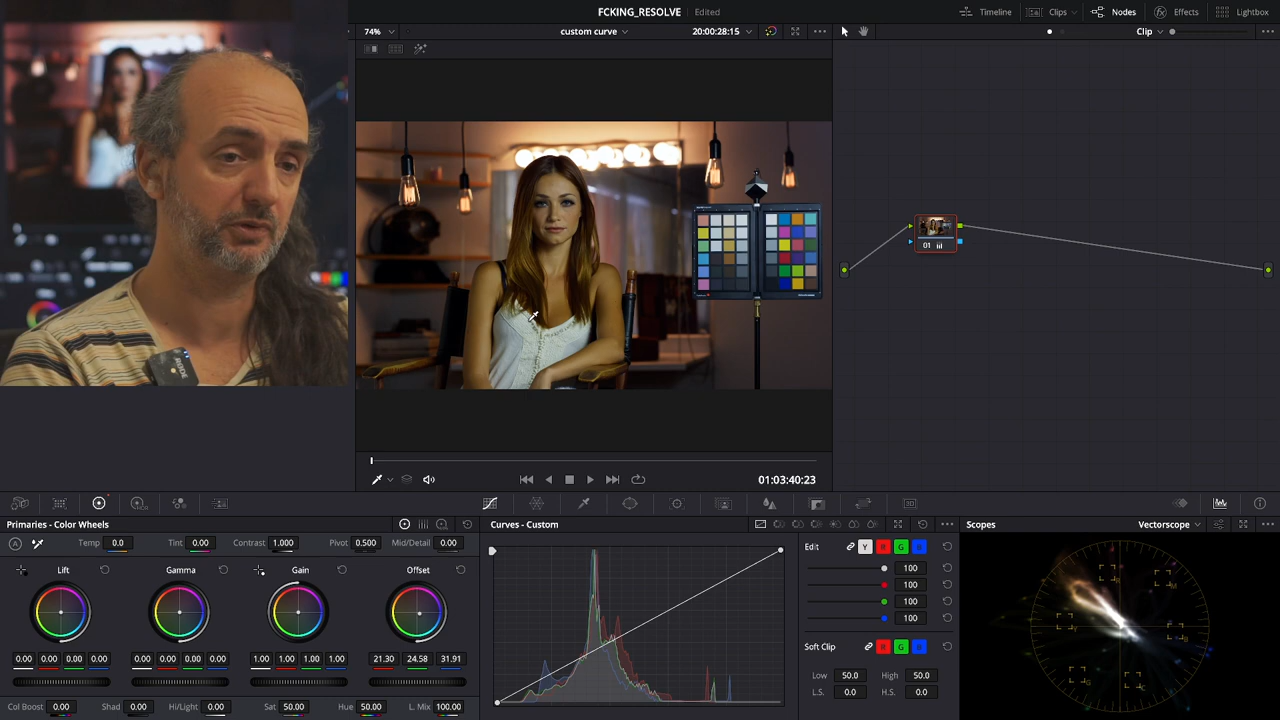 FCKING_RESOLVE Edited
Timeline Clips Nodes Effects Lightbox
74% custom curve 20:00:28:15 Clip
01
RODE
01:03:40:23
Primaries - Color Wheels
Temp 0.0 Tint 0.00 Contrast 1.000 Pivot 0.500 Mid/Detail 0.00
Lift Gamma Gain Offset
0.00 0.00 0.00 0.00 0.00 0.00 0.00 0.00 1.00 1.00 1.00 1.00 21.30 24.58 31.91
Col Boost 0.00 Shad 0.00 Hi/Light 0.00 Sat 50.00 Hue 50.00 L. Mix 100.00
Curves - Custom
Edit Y R G B
100
100
100
100
Soft Clip R G B
Low 50.0 High 50.0
L.S. 0.0 H.S. 0.0
Scopes Vectorscope